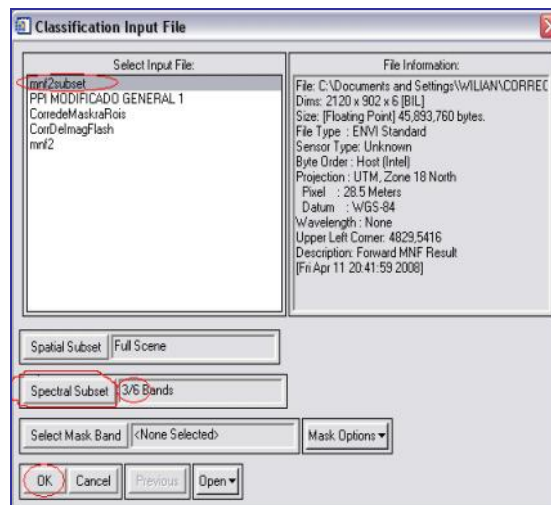 Classification Input File
Select Input File:
mnf2subset
PPI MODIFICADO GENERAL 1
CorredeMaskraRois
CorrDelmagFlash
mnf2
File Information:
File: C:\Documents and Settings\WILIAN\CORREC
Dims: 2120 x 902 x 6 [BIL]
Size: [Floating Point] 45,893,760 bytes.
File Type : ENVI Standard
Sensor Type: Unknown
Byte Order : Host (Intel)
Projection : UTM, Zone 18 North
Pixel : 28.5 Meters
Datum : WGS-84
Wavelength : None
Upper Left Corner: 4829,5416
Description: Forward MNF Result
[Fri Apr 11 20:41:59 2008]
Spatial Subset Full Scene
Spectral Subset 3/6 Bands
Select Mask Band <None Selected> Mask Options
OK Cancel Previous Open